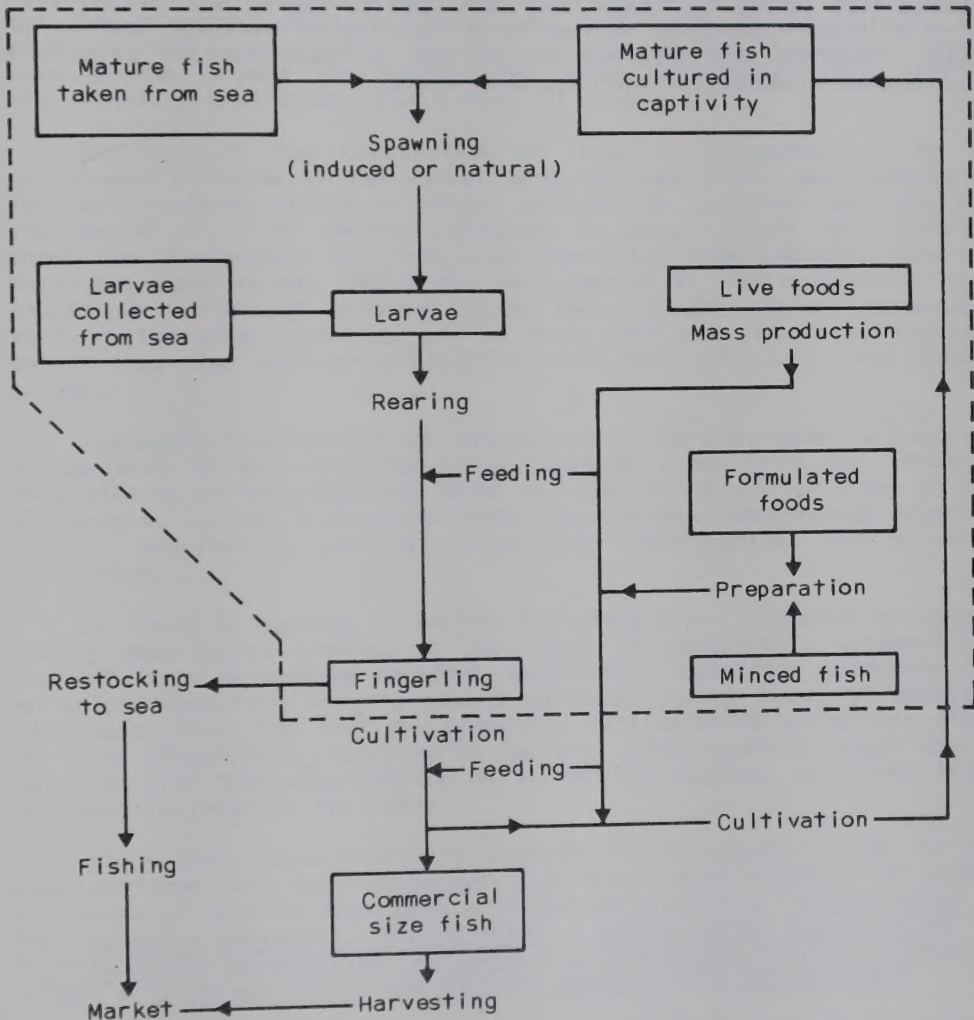 Mature fish
taken from sea
Mature fish
cultured in
captivity
Spawning
(induced or natural)
Larvae
collected
from sea
Larvae
Live foods
Mass production
Rearing
Feeding
Formulated
foods
Preparation
Minced fish
Fingerling
Restocking
to sea
Cultivation
Feeding
Cultivation
Fishing
Commercial
size fish
Harvesting
Market